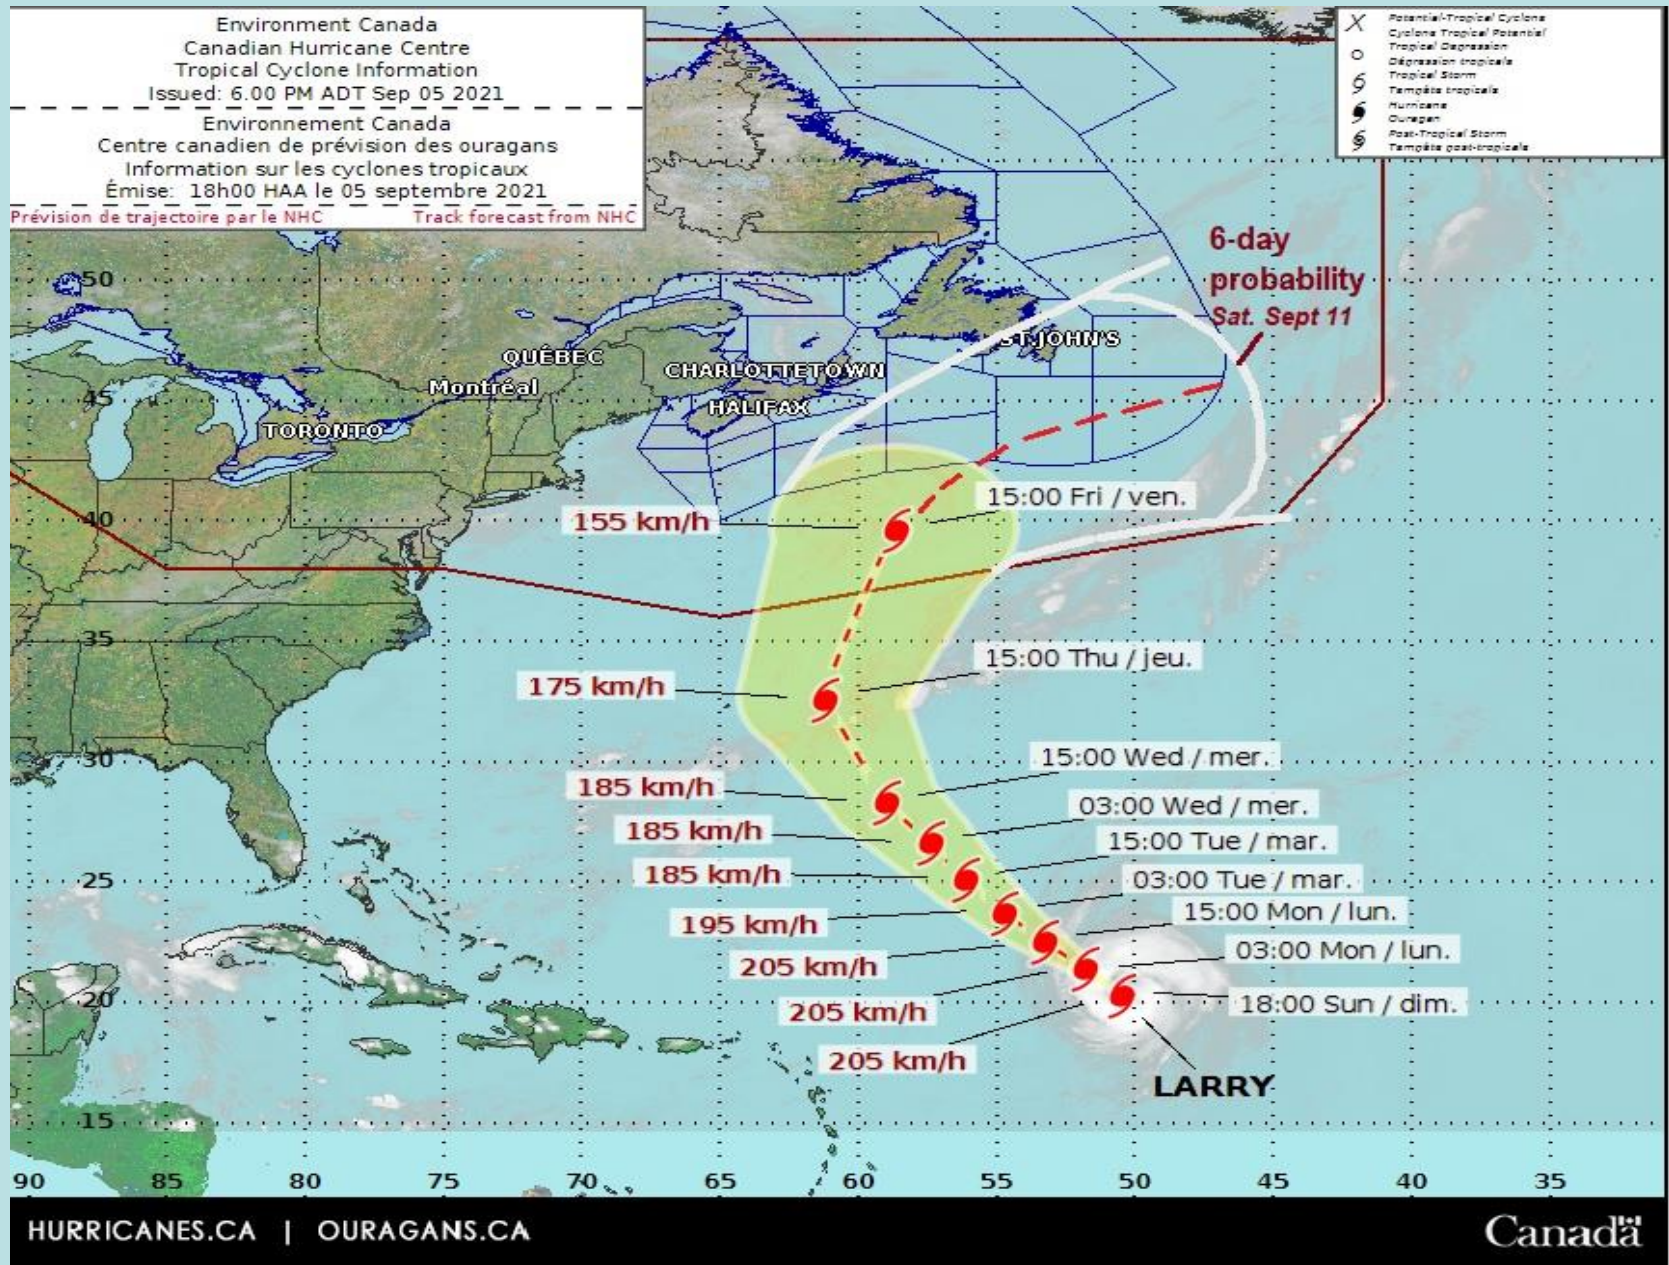 Environment Canada
Canadian Hurricane Centre
Tropical Cyclone Information
Issued: 6.00 PM ADT Sep 05 2021
Environnement Canada
Centre canadien de prévision des ouragans
Information sur les cyclones tropicaux
Émise: 18h00 HAA le 05 septembre 2021
Prévision de trajectoire par le NHC Track forecast from NHC
Potential-Tropical Cyclone
Cyclone Tropical Potential
Tropical Depression
Dépression tropicale
Tropical Storm
Tempête tropicale
Hurricane
Ouragan
Post-Tropical Storm
Tempête post-tropicale
6-day
probability
Sat. Sept 11
50
ST.JOHN'S
QUÉBEC
CHARLOTTETOWN
Montréal
45
HALIFAX
TORONTO
15:00 Fri / ven.
40
155 km/h
35
15:00 Thu / jeu.
175 km/h
30
15:00 Wed / mer.
185 km/h
03:00 Wed / mer.
185 km/h
15:00 Tue / mar.
185 km/h
25
03:00 Tue / mar.
195 km/h
15:00 Mon / lun.
205 km/h
03:00 Mon / lun.
20
205 km/h
18:00 Sun / dim.
205 km/h
LARRY
15
90 85 80 75 70 65 60 55 50 45 40 35
HURRICANES.CA | OURAGANS.CA
Canada